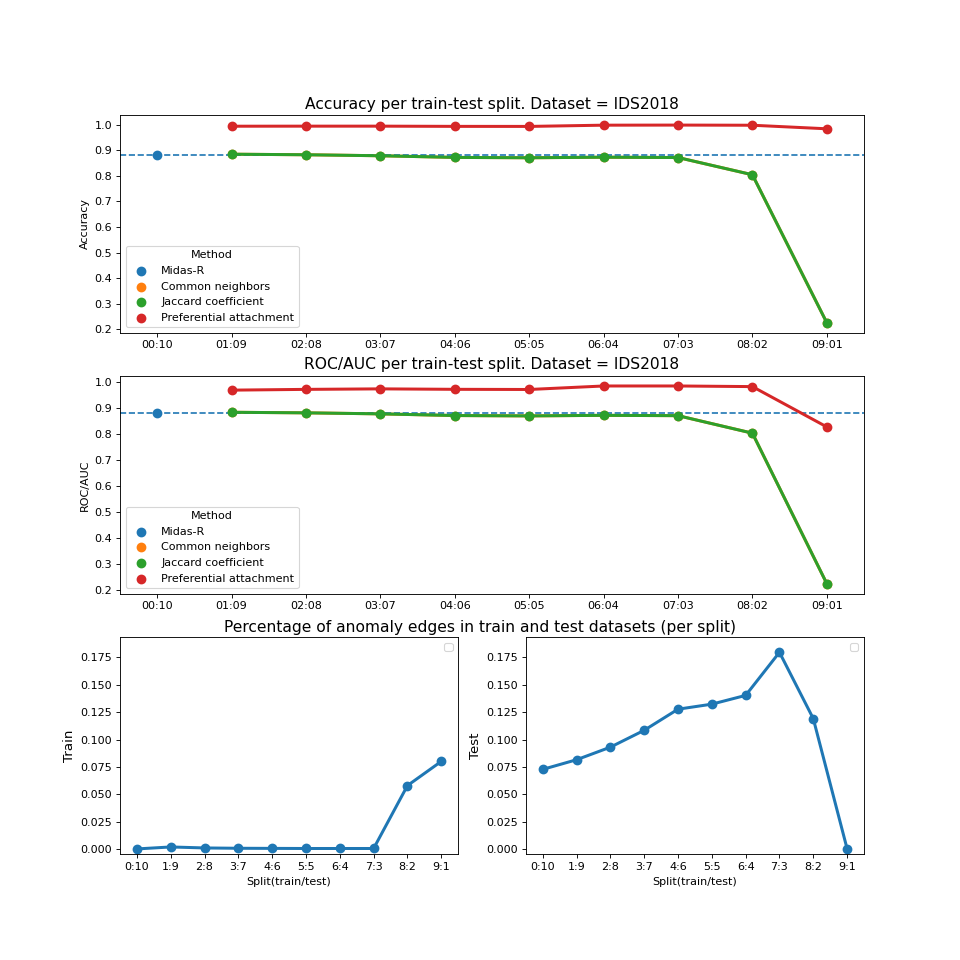 Accuracy per train-test split. Dataset = IDS2018
1.0
0.9
0.8
0.7
0.6
0.5
0.4
0.3
0.2
Accuracy
Method
Midas-R
Common neighbors
Jaccard coefficient
Preferential attachment
00:10 01:09 02:08 03:07 04:06 05:05 06:04 07:03 08:02 09:01
ROC/AUC per train-test split. Dataset = IDS2018
1.0
0.9
0.8
0.7
0.6
0.5
0.4
0.3
0.2
ROC/AUC
Method
Midas-R
Common neighbors
Jaccard coefficient
Preferential attachment
00:10 01:09 02:08 03:07 04:06 05:05 06:04 07:03 08:02 09:01
Percentage of anomaly edges in train and test datasets (per split)
0.175
0.150
0.125
0.100
0.075
0.050
0.025
0.000
Train
0:10 1:9 2:8 3:7 4:6 5:5 6:4 7:3 8:2 9:1
Split(train/test)
0.175
0.150
0.125
0.100
0.075
0.050
0.025
0.000
Test
0:10 1:9 2:8 3:7 4:6 5:5 6:4 7:3 8:2 9:1
Split(train/test)